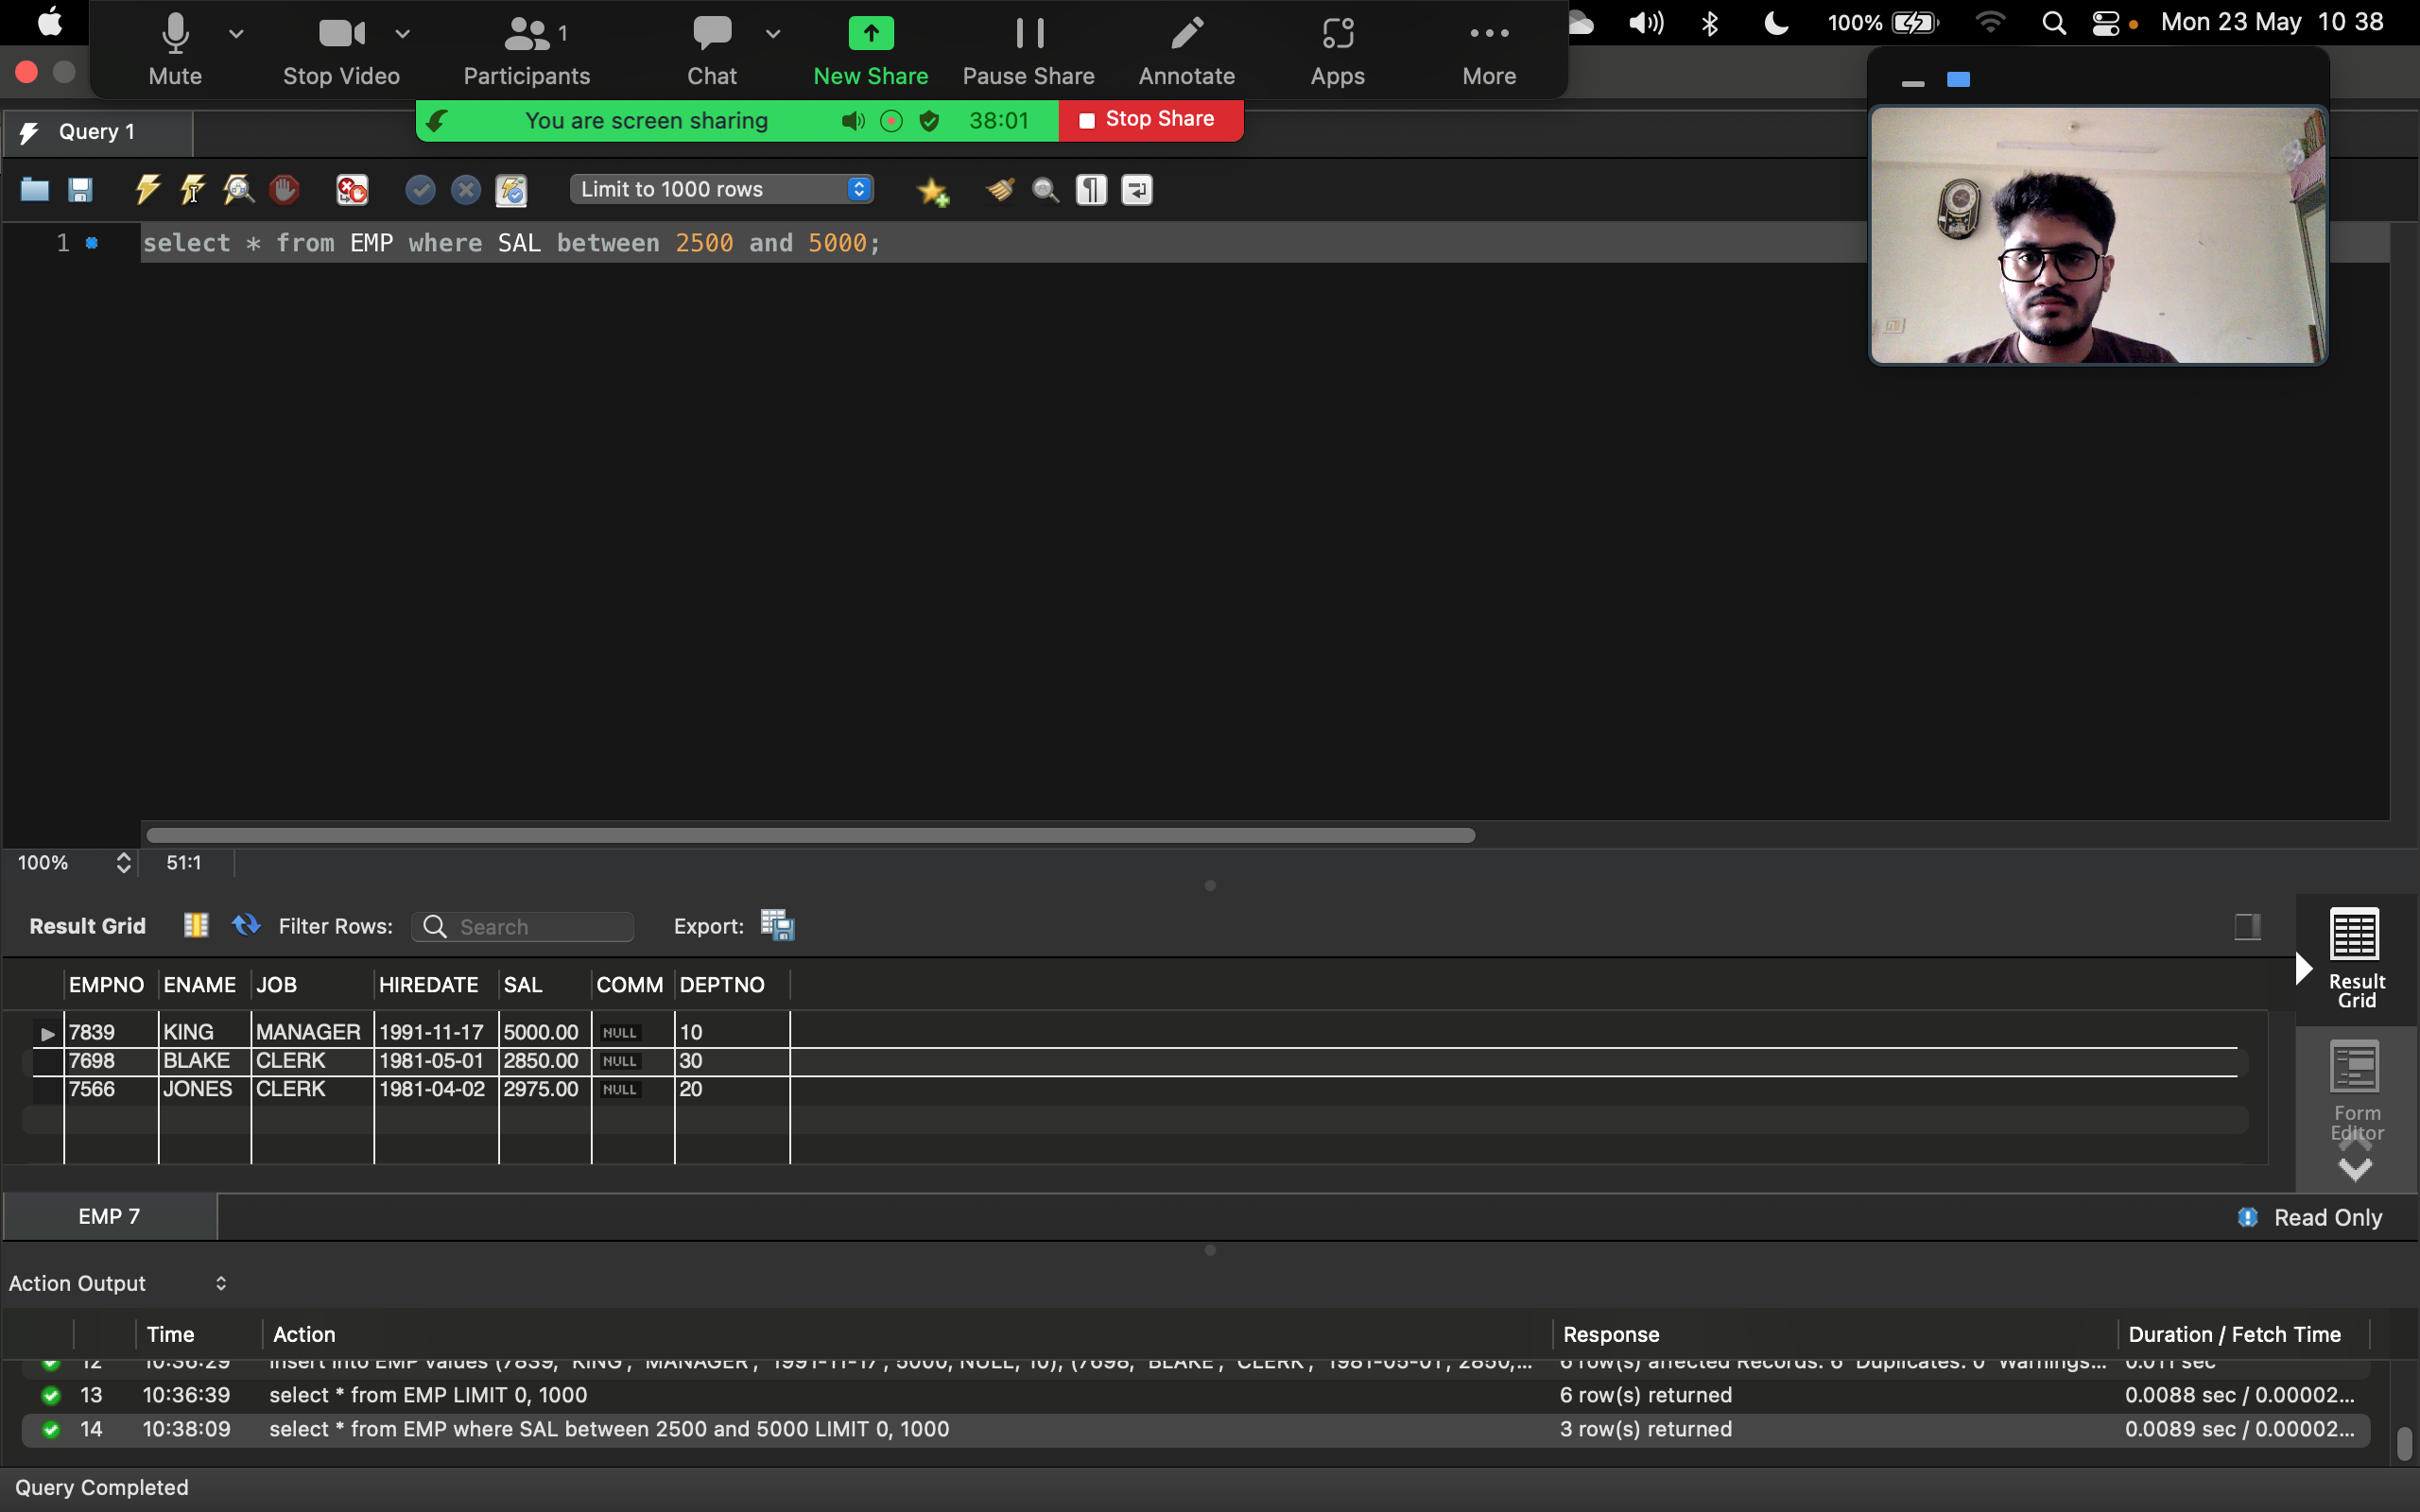 100% Mon 23 May 10 38
Mute Stop Video Participants 1 Chat New Share Pause Share Annotate Apps More
You are screen sharing 38:01 Stop Share
Query 1
Limit to 1000 rows
1 select * from EMP where SAL between 2500 and 5000;
100% 51:1
Result Grid Filter Rows: Search Export:
EMPNO ENAME JOB HIREDATE SAL COMM DEPTNO
7839 KING MANAGER 1991-11-17 5000.00 NULL 10
7698 BLAKE CLERK 1981-05-01 2850.00 NULL 30
7566 JONES CLERK 1981-04-02 2975.00 NULL 20
Result
Grid
Form
Editor
EMP 7 Read Only
Action Output
Time Action Response Duration / Fetch Time
12 10:36:29 insert into EMP values (7839, 'KING', 'MANAGER', '1991-11-17', 5000, NULL, 10), (7698, 'BLAKE', 'CLERK', '1981-05-01', 2850,... 6 row(s) affected Records: 6 Duplicates: 0 Warnings... 0.011 sec
13 10:36:39 select * from EMP LIMIT 0, 1000 6 row(s) returned 0.0088 sec / 0.00002...
14 10:38:09 select * from EMP where SAL between 2500 and 5000 LIMIT 0, 1000 3 row(s) returned 0.0089 sec / 0.00002...
Query Completed